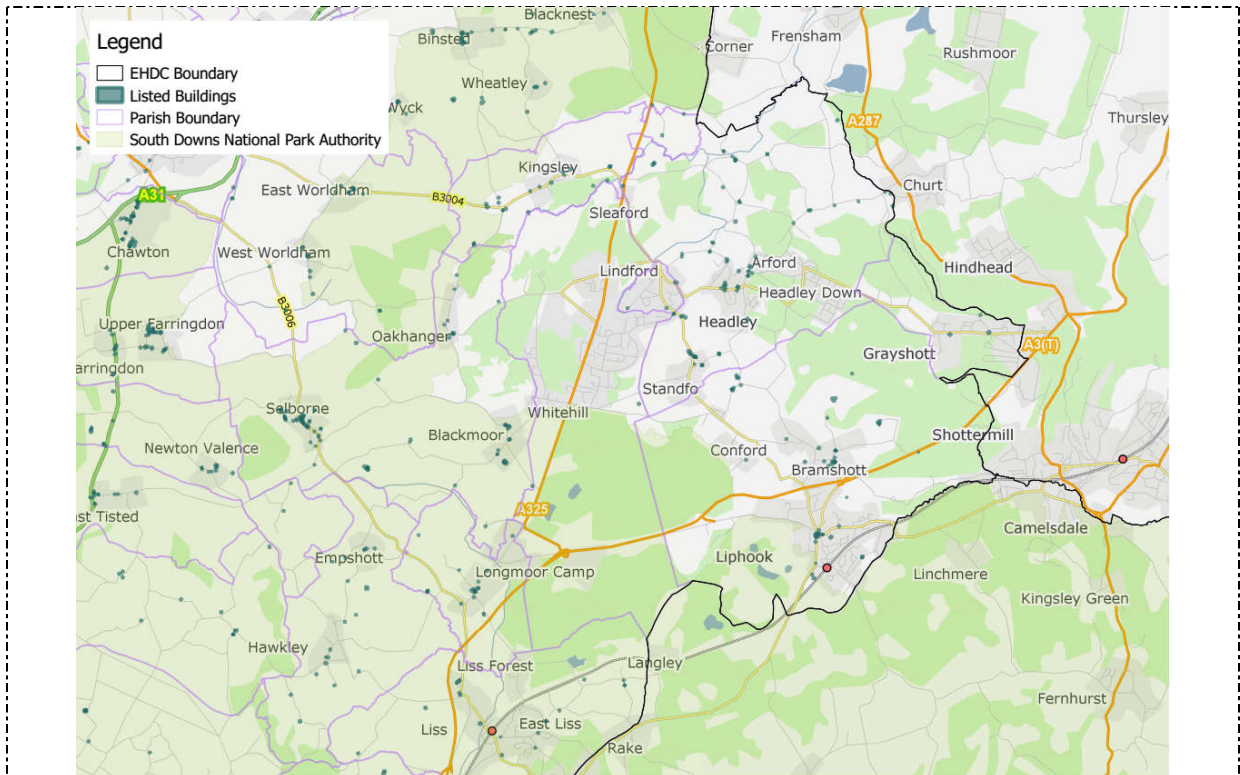 Legend
EHDC Boundary
Listed Buildings
Parish Boundary
South Downs National Park Authority
Blacknest
Binsted
Corner
Frensham
Rushmoor
Wheatley
Wyck
A287
Thursley
A31
Kingsley
East Worldham
B3004
Churt
Sleaford
Chawton
West Worldham
Lindford
Arford
Hindhead
B3006
Headley Down
Upper Farringdon
Oakhanger
Headley
A3(T)
arringdon
Grayshott
Selborne
Standfo
Whitehill
Newton Valence
Blackmoor
Conford
Shottermill
Bramshott
st Tisted
A325
Camelsdale
Empshott
Longmoor Camp
Liphook
Linchmere
Kingsley Green
Hawkley
Liss Forest
Langley
Fernhurst
Liss
East Liss
Rake